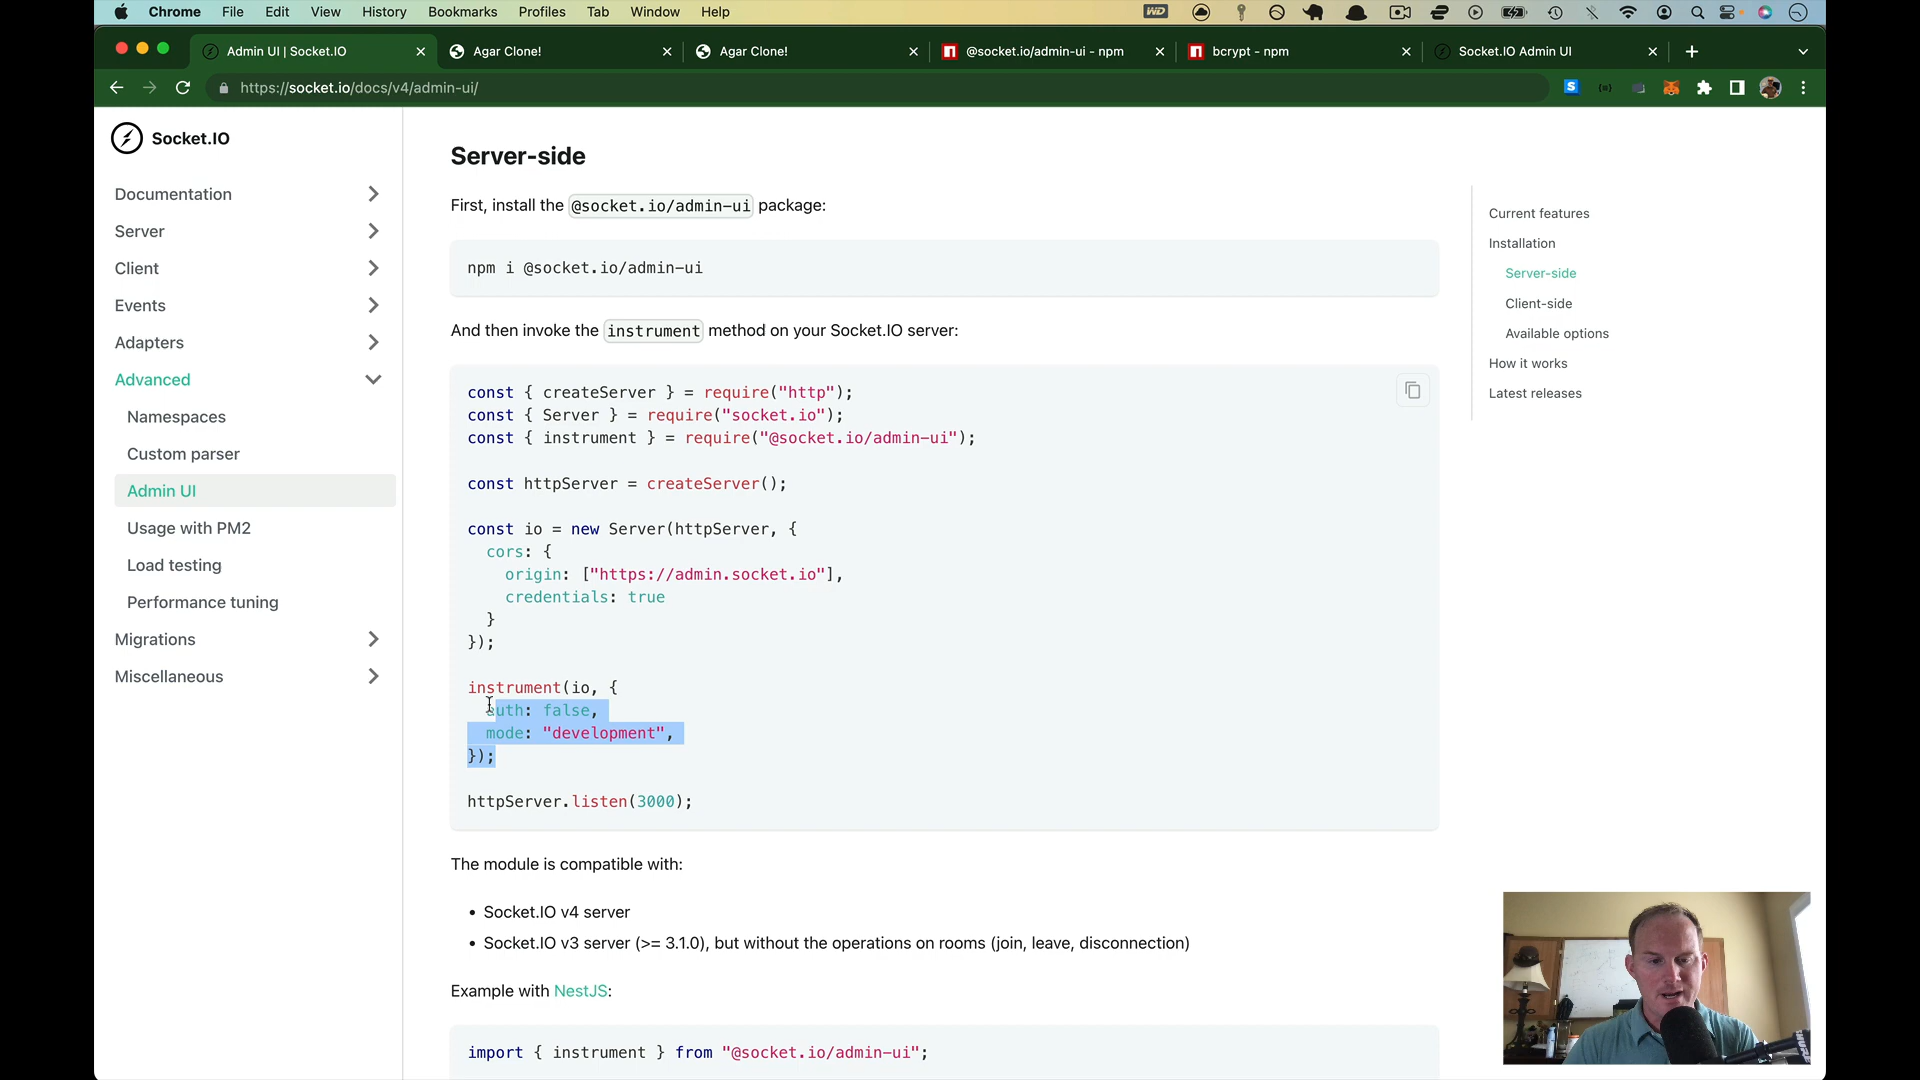 Chrome File Edit View History Bookmarks Profiles Tab Window Help
WD
Admin UI | Socket.IO
Agar Clone!
Agar Clone!
@socket.io/admin-ui - npm
bcrypt - npm
Socket.IO Admin UI
https://socket.io/docs/v4/admin-ui/
Socket.IO
Documentation
Server
Client
Events
Adapters
Advanced
Namespaces
Custom parser
Admin UI
Usage with PM2
Load testing
Performance tuning
Migrations
Miscellaneous
Server-side
First, install the @socket.io/admin-ui package:
npm i @socket.io/admin-ui
And then invoke the instrument method on your Socket.IO server:
const { createServer } = require("http");
const { Server } = require("socket.io");
const { instrument } = require("@socket.io/admin-ui");
const httpServer = createServer();
const io = new Server(httpServer, {
cors: {
origin: ["https://admin.socket.io"],
credentials: true
}
});
instrument(io, {
auth: false,
mode: "development",
});
httpServer.listen(3000);
The module is compatible with:
• Socket.IO v4 server
• Socket.IO v3 server (>= 3.1.0), but without the operations on rooms (join, leave, disconnection)
Example with NestJS:
import { instrument } from "@socket.io/admin-ui";
Current features
Installation
Server-side
Client-side
Available options
How it works
Latest releases